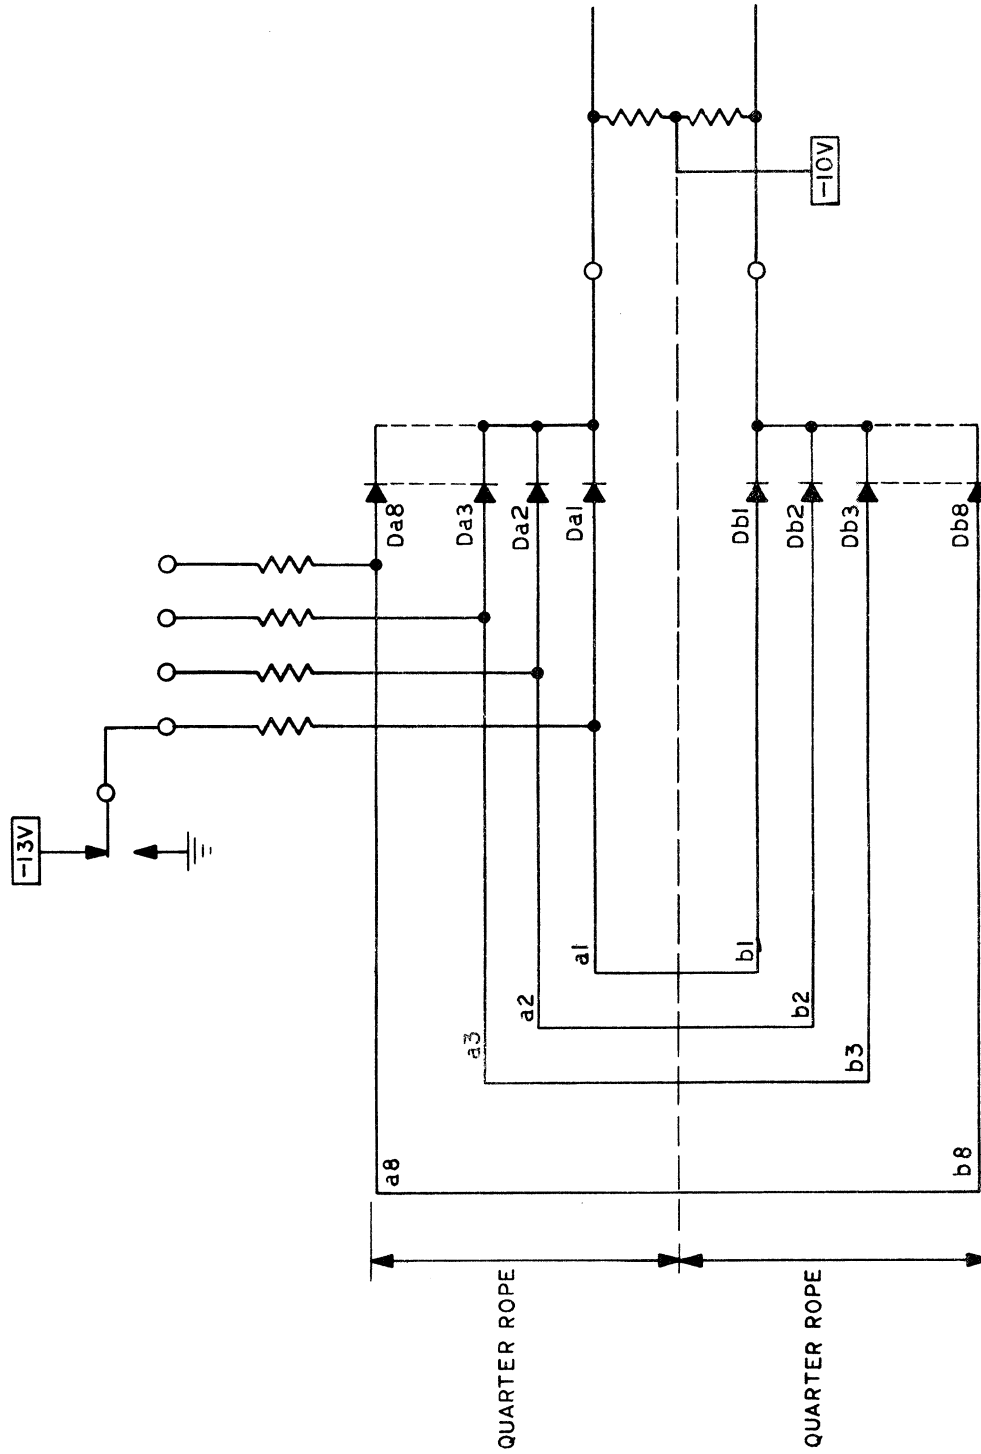 -13V
-10V
Da8
Da3
Da2
Da1
Db1
Db2
Db3
Db8
a1
b1
a2
b2
a3
b3
a8
b8
QUARTER ROPE
QUARTER ROPE